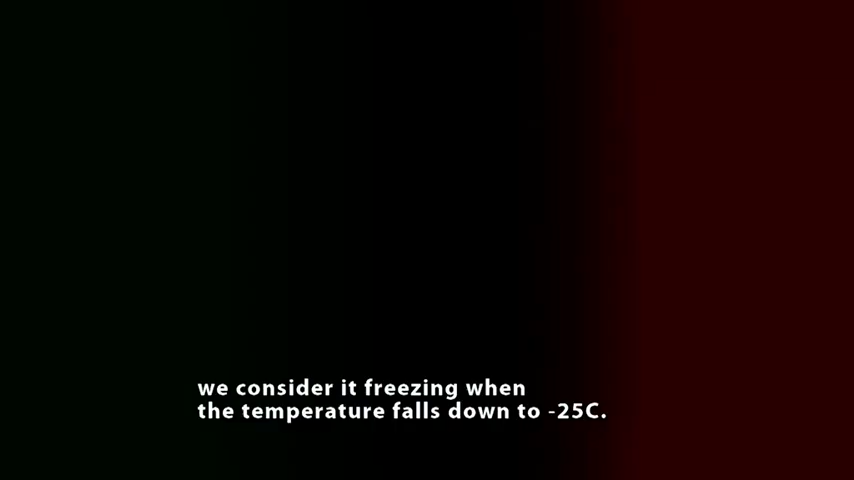 we consider it freezing when
the temperature falls down to -25C.